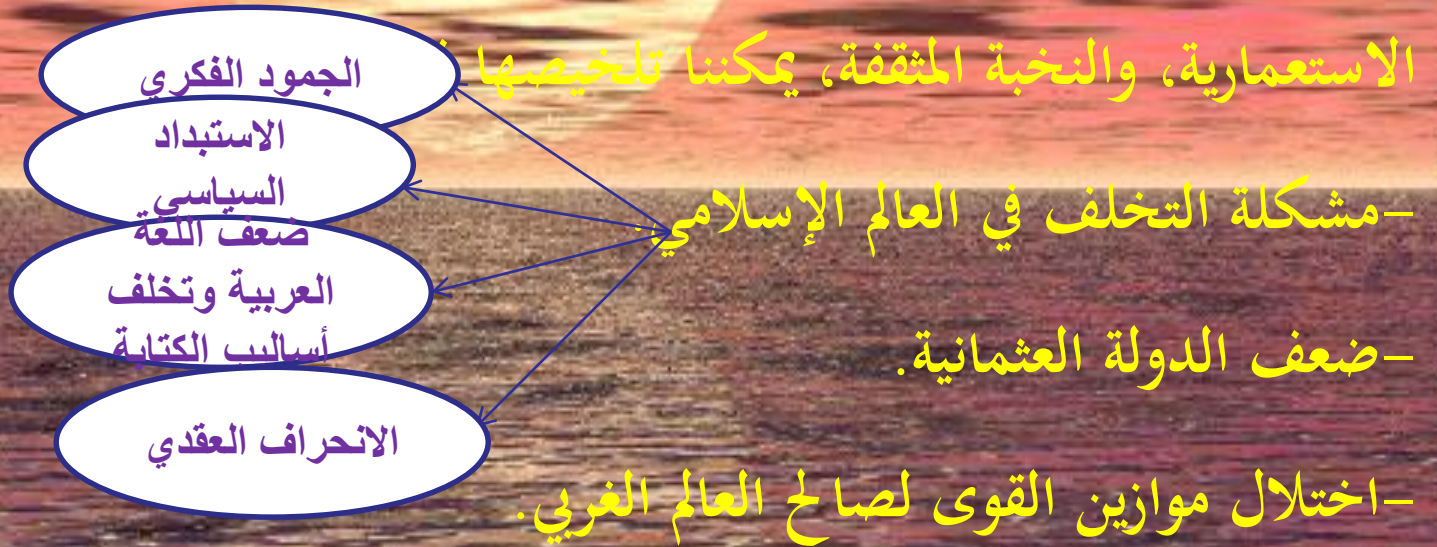 الاستعمارية، والنخبة المثقفة، يمكننا تلخيصها
-مشكلة التخلف في العالم الإسلامي.
-ضعف الدولة العثمانية.
-اختلال موازين القوى لصالح العالم الغربي.
الجمود الفكري
الاستبداد
السياسي
ضعف اللغة
العربية وتخلف
أساليب الكتابة
الانحراف العقدي